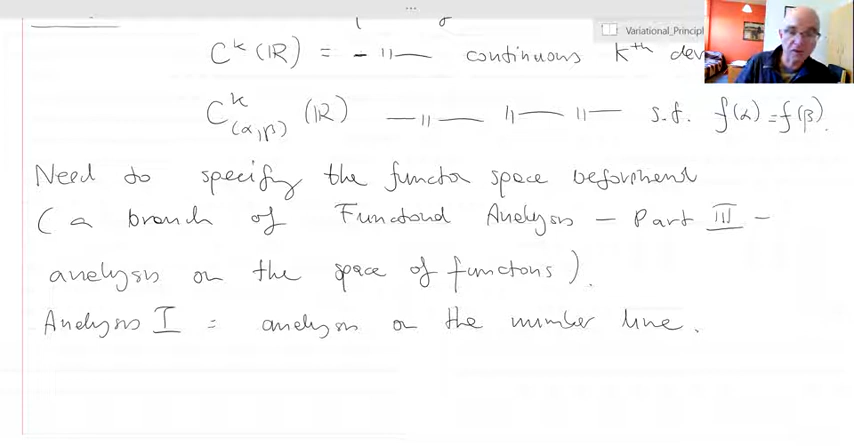 Variational_Principl
C^k (ℝ) = -"- continuous k^th der
C^k_(α,β) (ℝ) -"- "- "- s.t. f(α) = f(β).
Need to specify the function space beforehand
( a branch of Functional Analysis - Part III -
analysis on the space of functions ).
Analysis I = analysis on the number line.